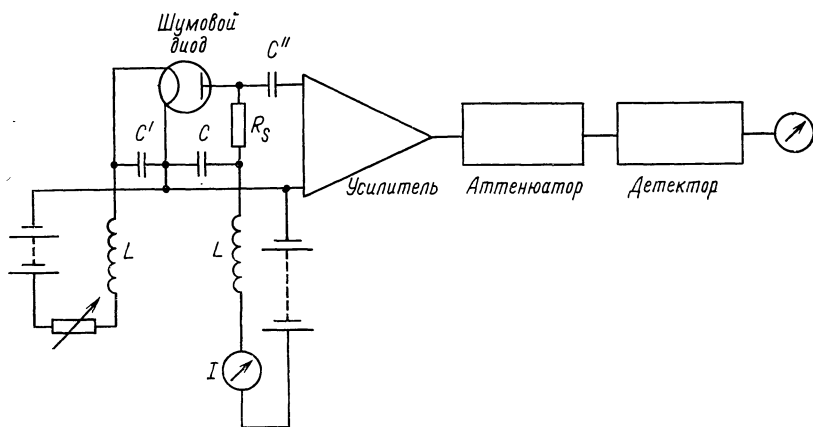 Шумовой
диод
C"
C'
C
R_S
Усилитель
Аттенюатор
Детектор
L
L
I